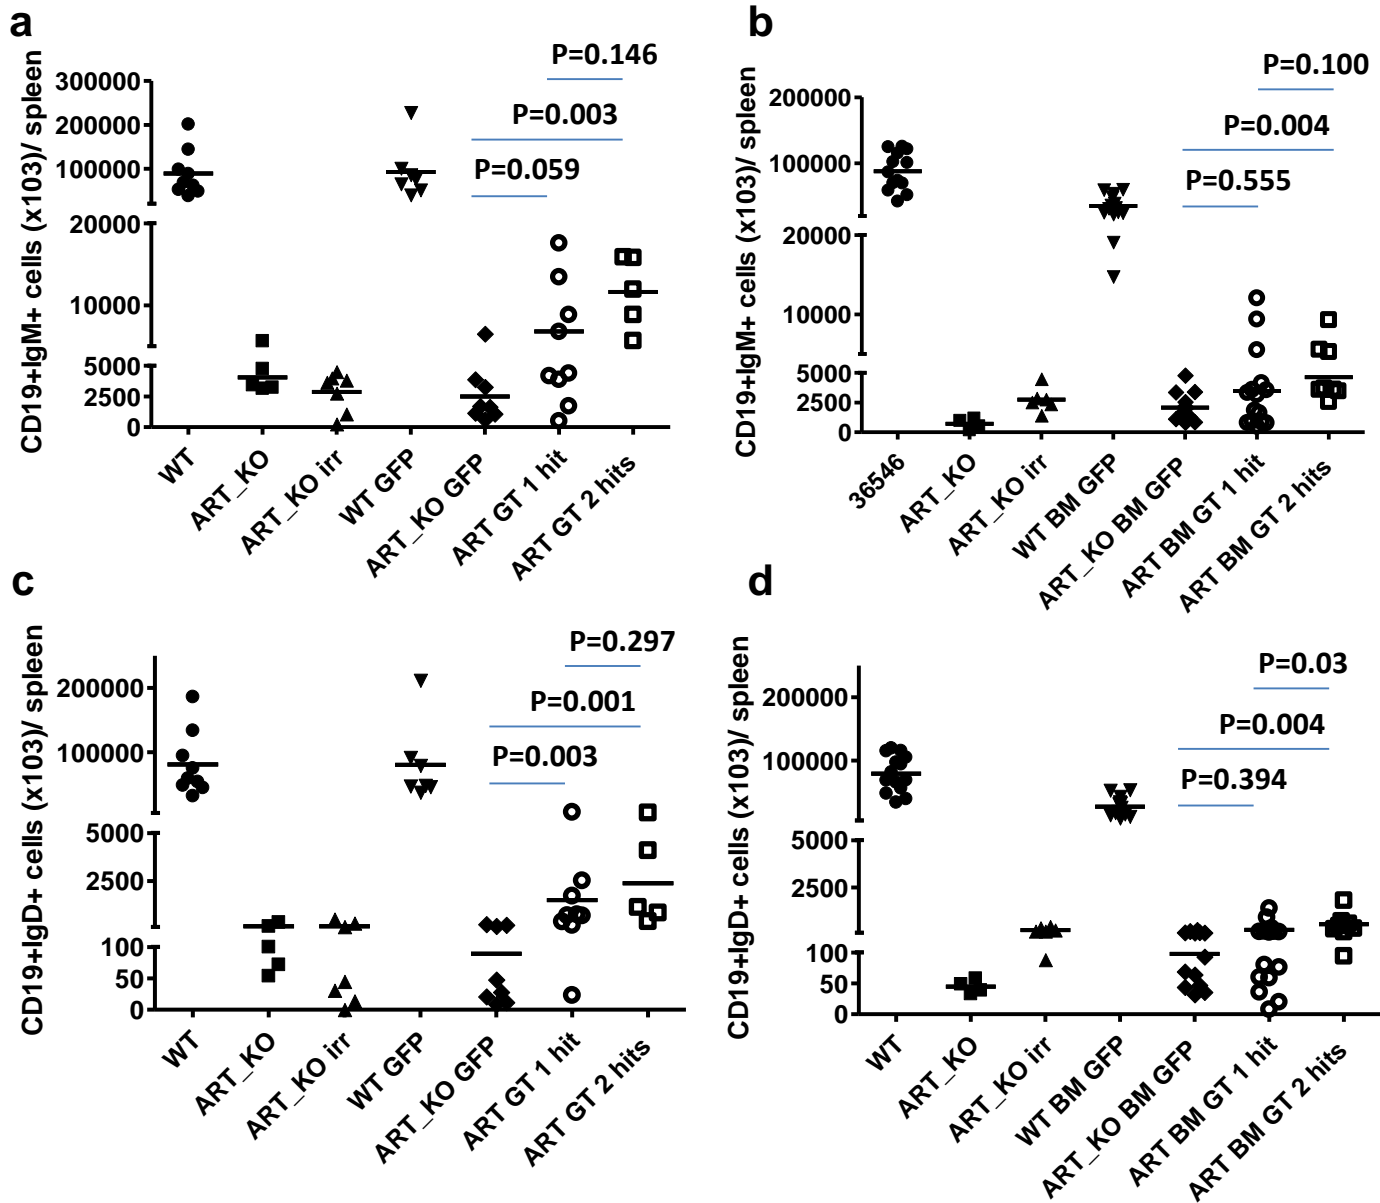 a
CD19+IgM+ cells (x103)/ spleen
300000
200000
100000
20000
10000
5000
2500
0
P=0.146
P=0.003
P=0.059
WT
ART_KO
ART_KO irr
WT GFP
ART_KO GFP
ART GT 1 hit
ART GT 2 hits
b
CD19+IgM+ cells (x103)/ spleen
200000
100000
20000
10000
5000
2500
0
P=0.100
P=0.004
P=0.555
36546
ART_KO
ART_KO irr
WT BM GFP
ART_KO BM GFP
ART BM GT 1 hit
ART BM GT 2 hits
c
CD19+IgD+ cells (x103)/ spleen
200000
100000
5000
2500
100
50
0
P=0.297
P=0.001
P=0.003
WT
ART_KO
ART_KO irr
WT GFP
ART_KO GFP
ART GT 1 hit
ART GT 2 hits
d
CD19+IgD+ cells (x103)/ spleen
200000
100000
5000
2500
100
50
0
P=0.03
P=0.004
P=0.394
WT
ART_KO
ART_KO irr
WT BM GFP
ART_KO BM GFP
ART BM GT 1 hit
ART BM GT 2 hits